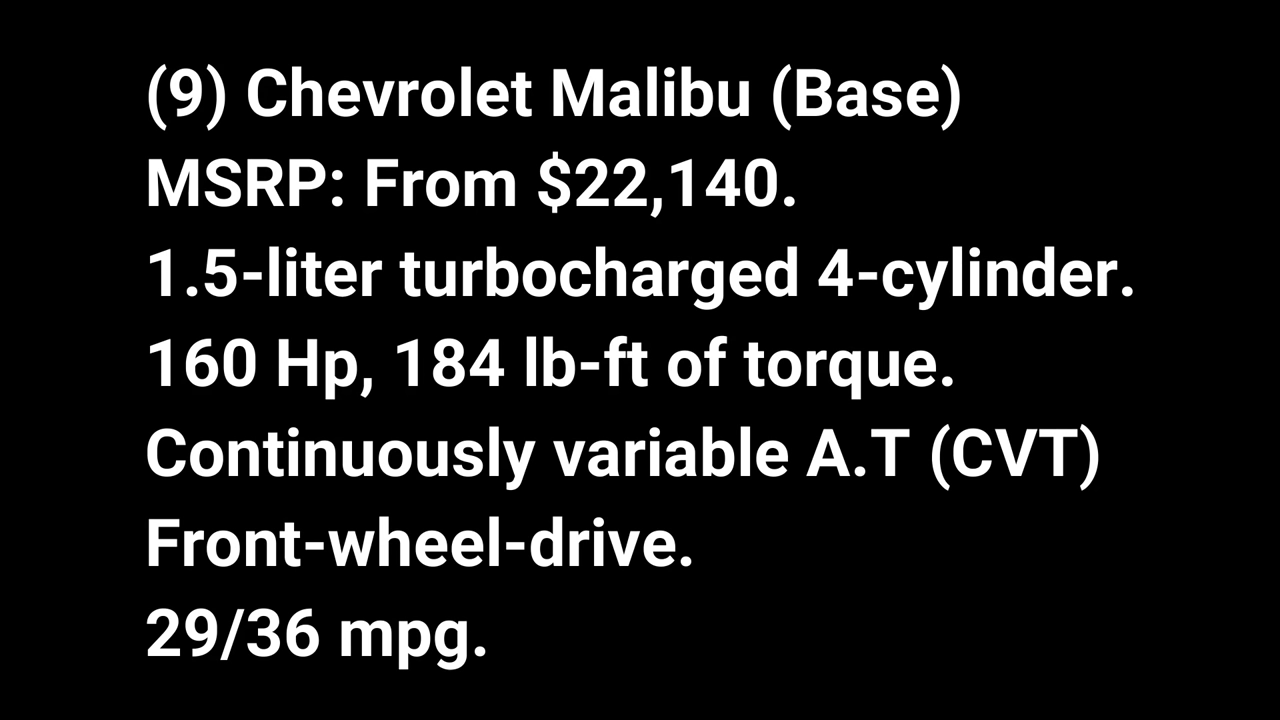 (9) Chevrolet Malibu (Base)
MSRP: From $22,140.
1.5-liter turbocharged 4-cylinder.
160 Hp, 184 lb-ft of torque.
Continuously variable A.T (CVT)
Front-wheel-drive.
29/36 mpg.